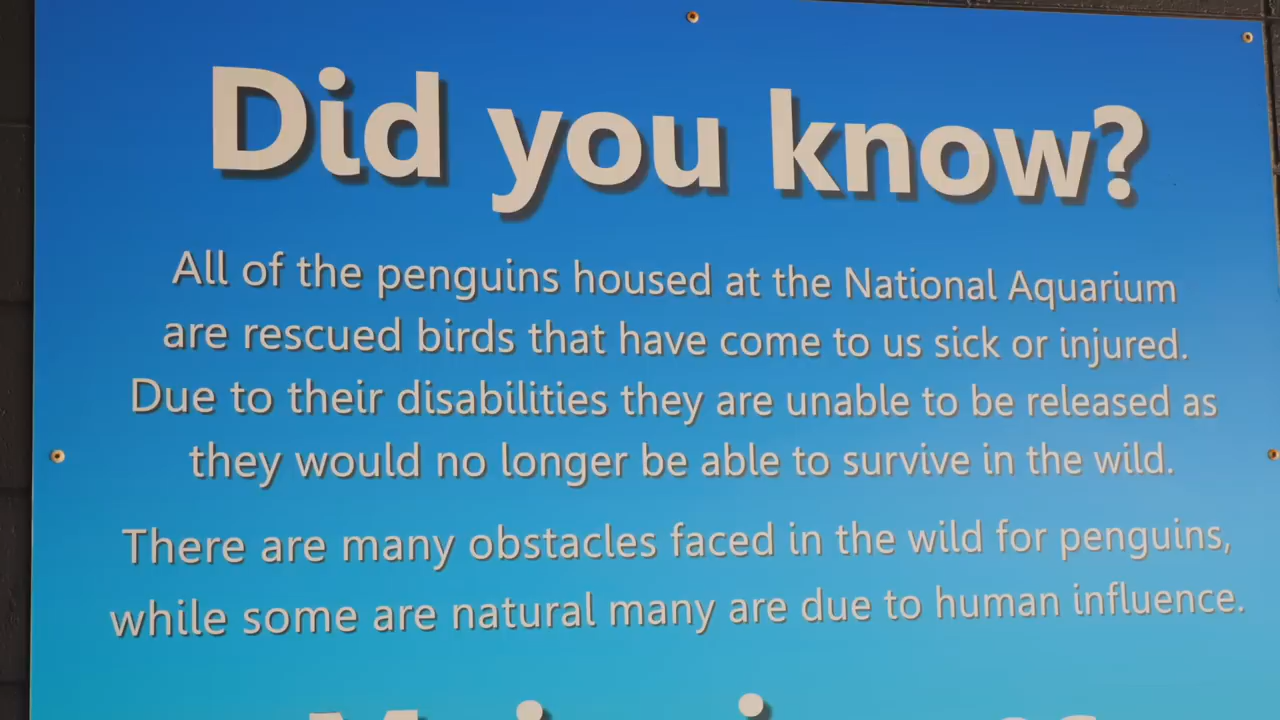 Did you know?
All of the penguins housed at the National Aquarium
are rescued birds that have come to us sick or injured.
Due to their disabilities they are unable to be released as
they would no longer be able to survive in the wild.
There are many obstacles faced in the wild for penguins,
while some are natural many are due to human influence.